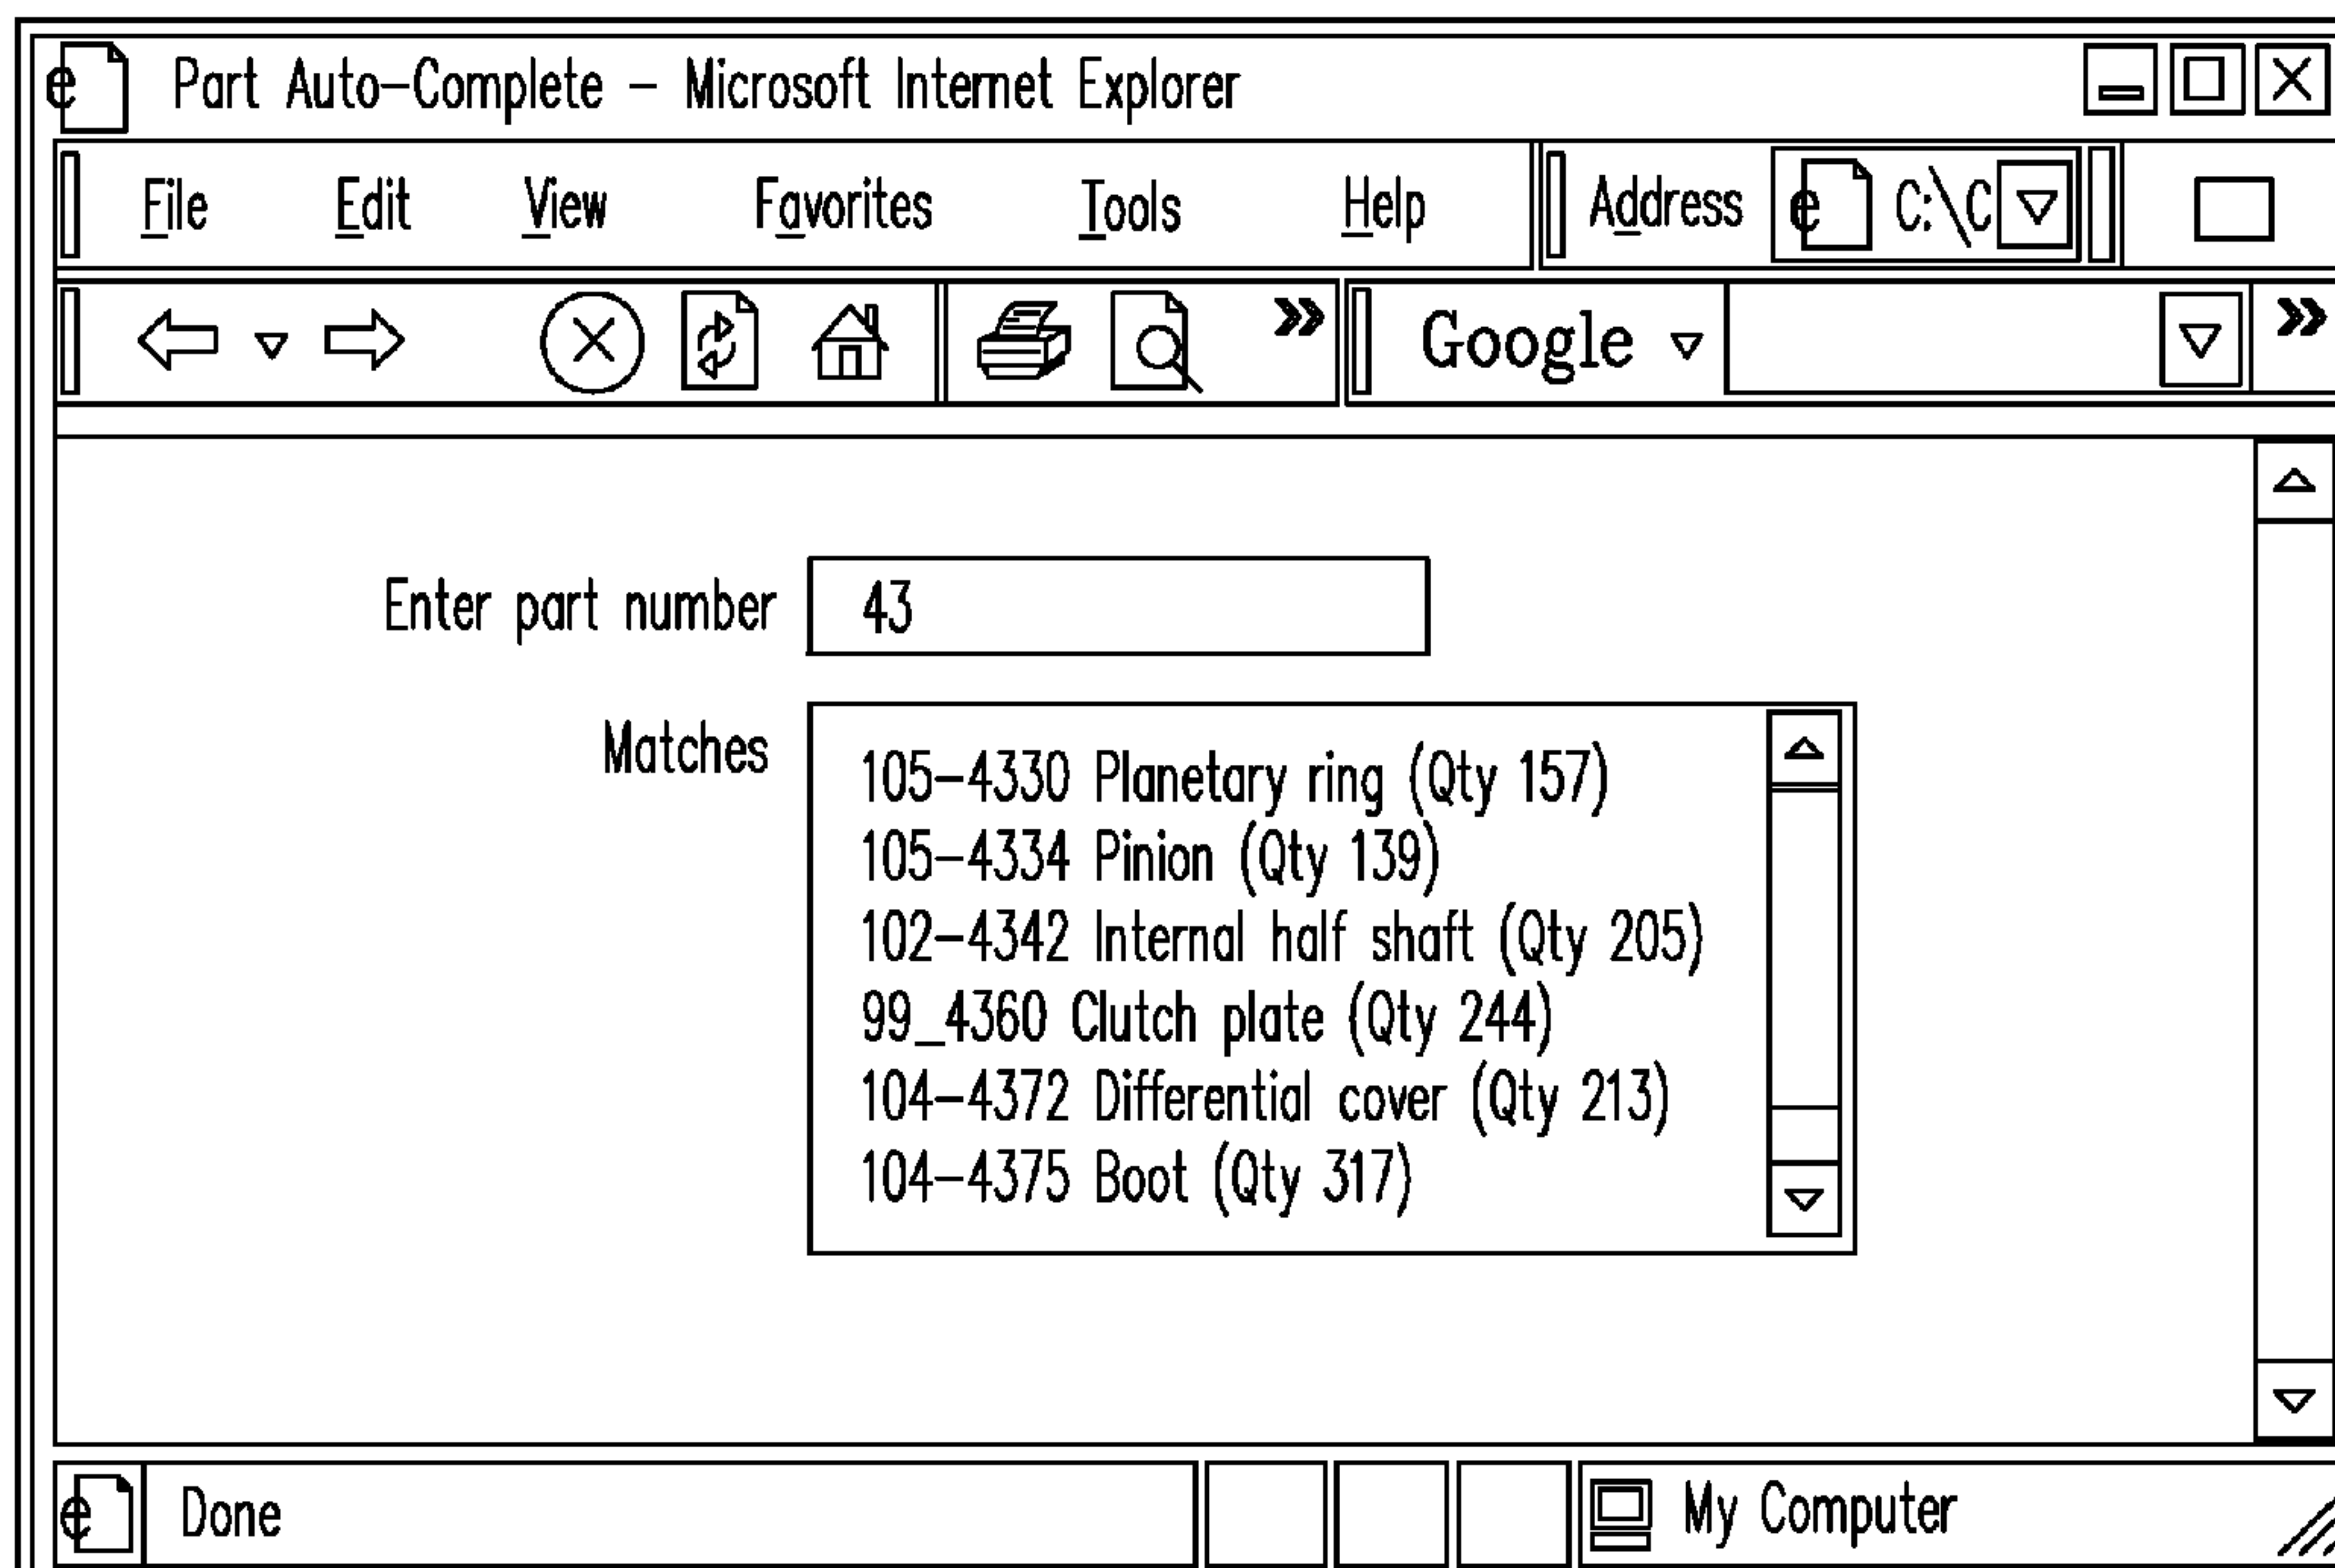 Part Auto-Complete - Microsoft Internet Explorer
File Edit View Favorites Tools Help Address C:\C
Google
Enter part number 43
Matches
105-4330 Planetary ring (Qty 157)
105-4334 Pinion (Qty 139)
102-4342 Internal half shaft (Qty 205)
99_4360 Clutch plate (Qty 244)
104-4372 Differential cover (Qty 213)
104-4375 Boot (Qty 317)
Done My Computer